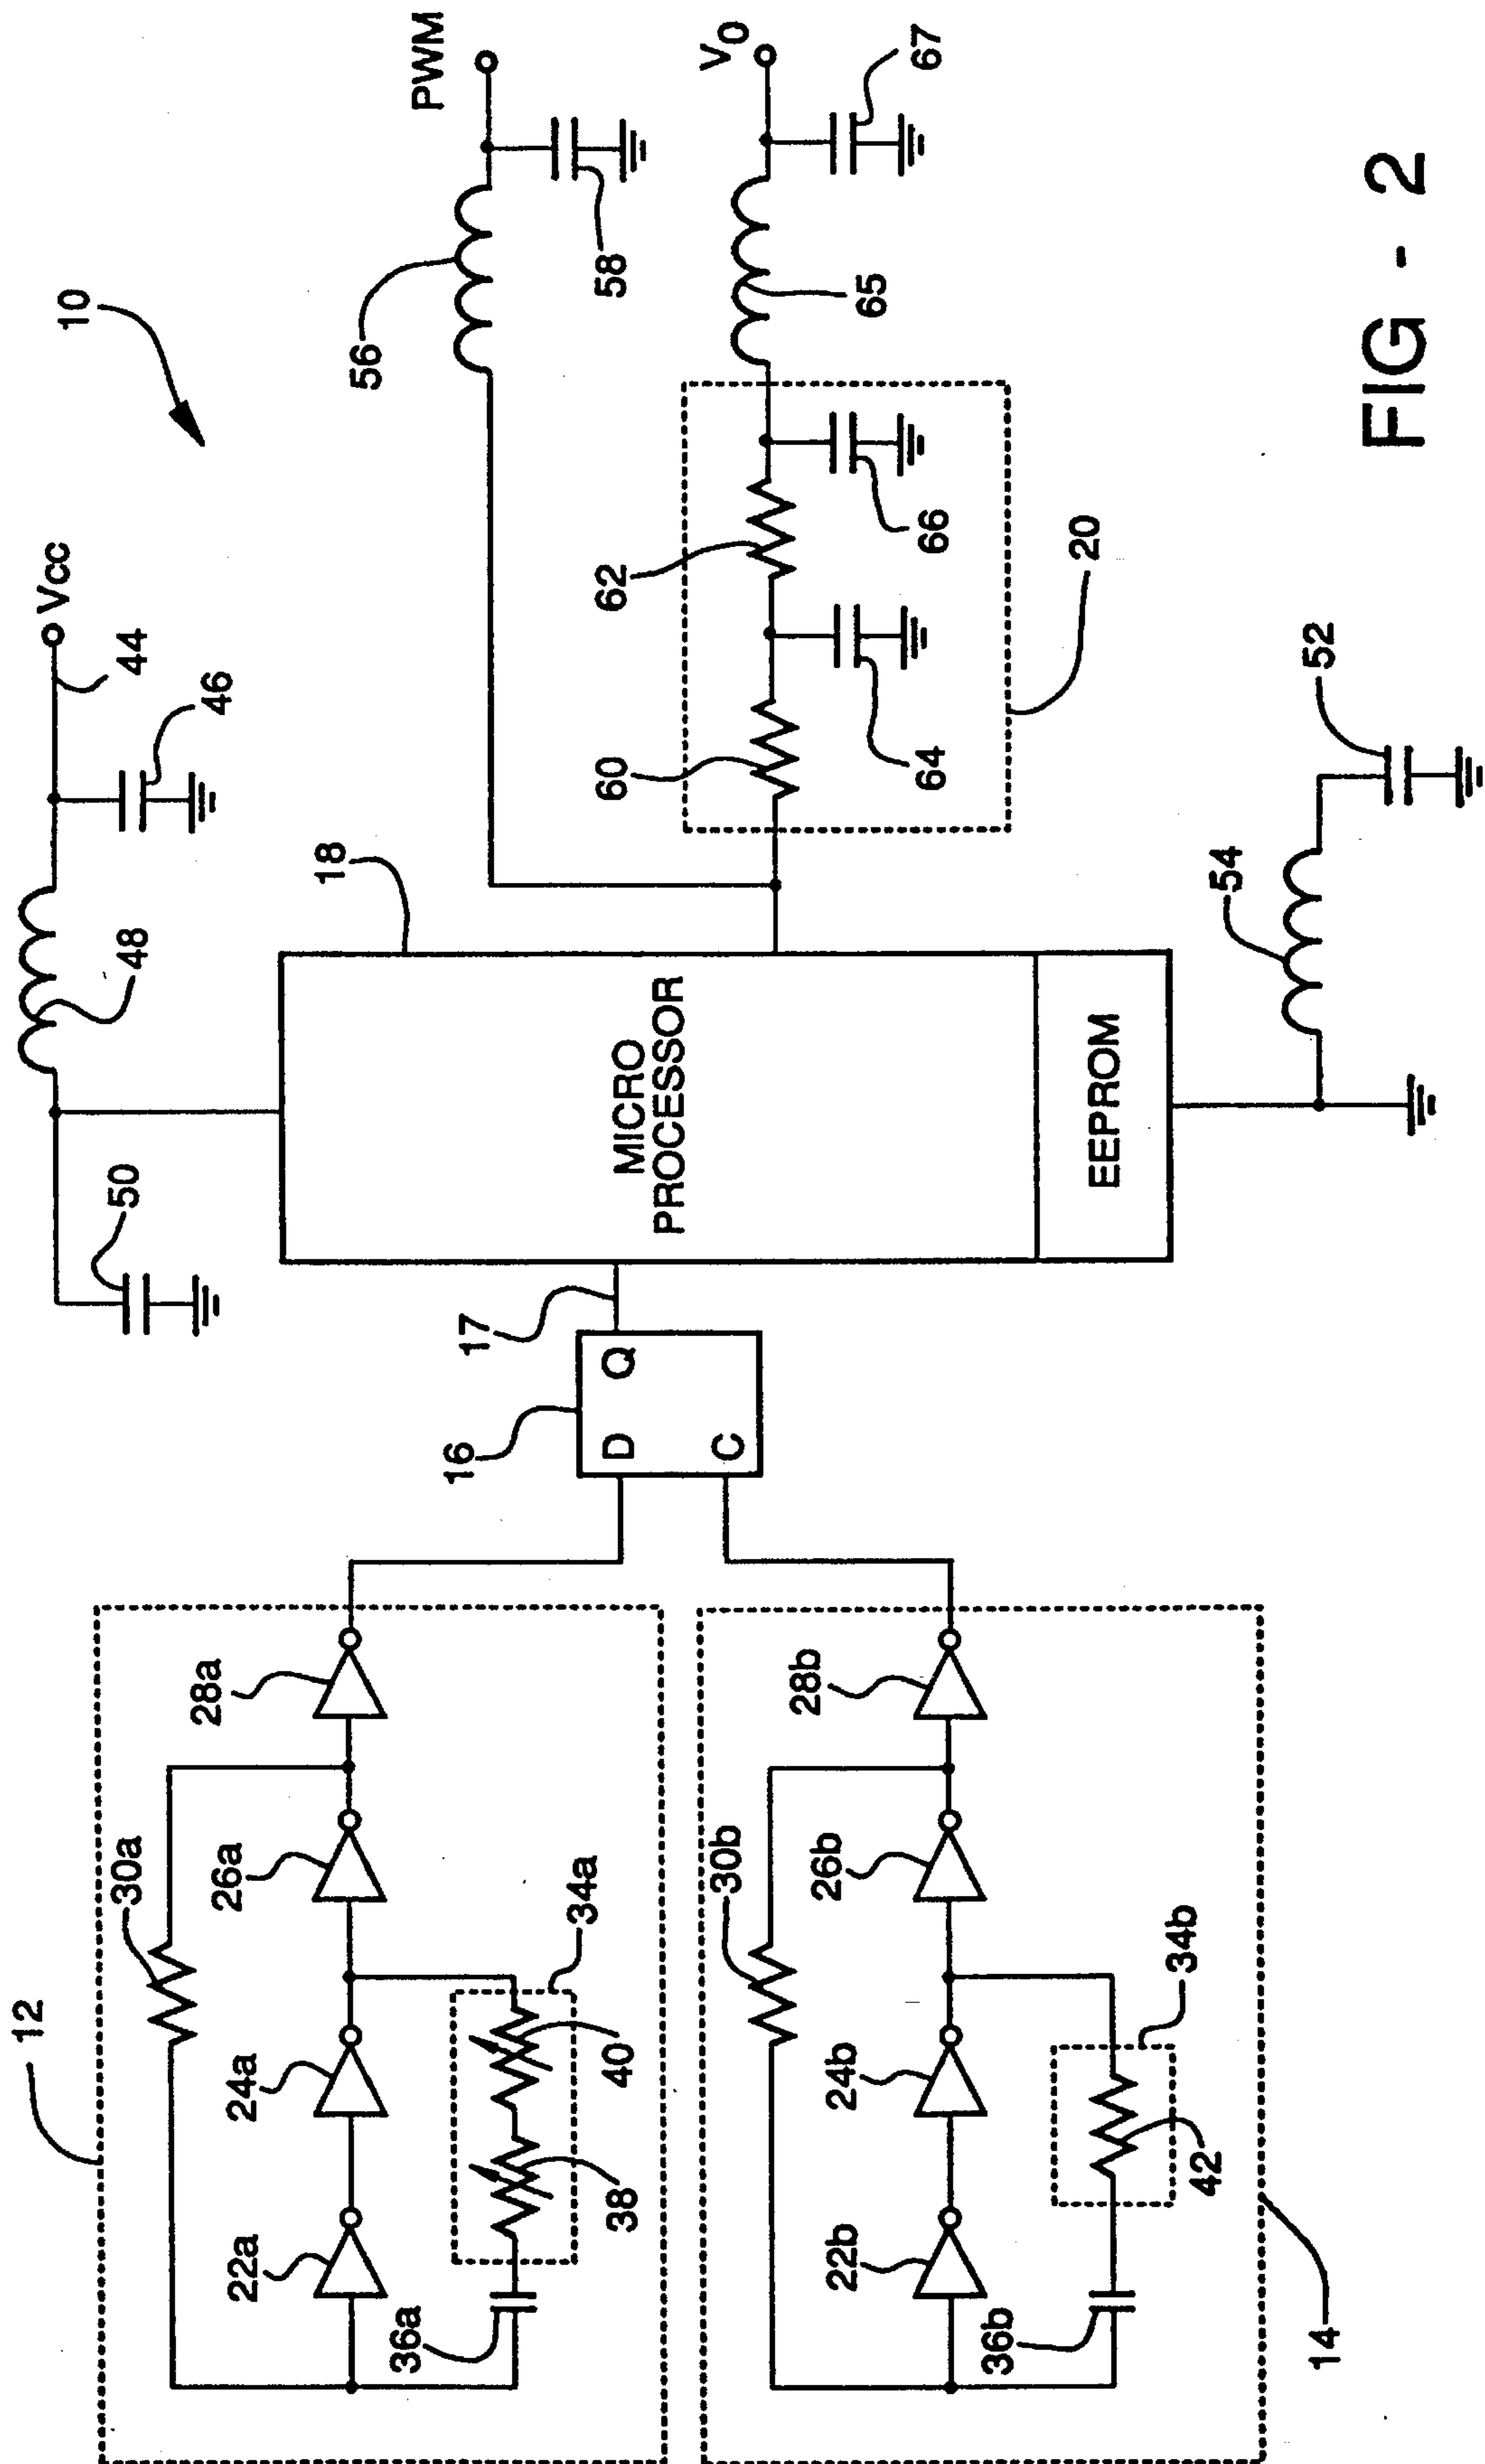 10
Vcc
44
46
48
50
18
PWM
56
58
V0
67
65
62
66
60
64
20
52
54
MICRO
PROCESSOR
EEPROM
17
16
D Q
C
12
30a
22a
24a
26a
28a
36a
38
40
34a
30b
22b
24b
26b
28b
36b
42
34b
14
FIG - 2